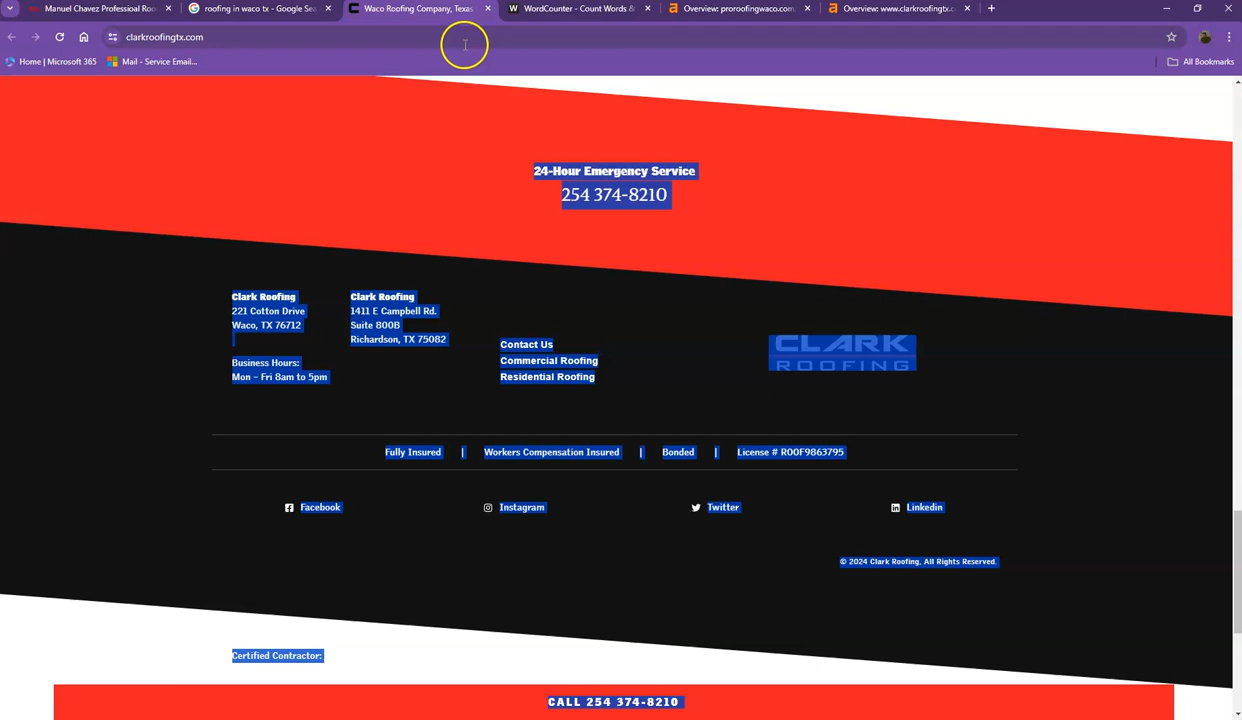 Manuel Chavez Professioal Roo
roofing in waco tx - Google Sea
Waco Roofing Company, Texas
WordCounter - Count Words &
Overview: proroofingwaco.com
Overview: www.clarkroofingtx.c
clarkroofingtx.com
Home | Microsoft 365
Mail - Service Email...
All Bookmarks
24-Hour Emergency Service
254 374-8210
Clark Roofing
221 Cotton Drive
Waco, TX 76712
Business Hours:
Mon – Fri 8am to 5pm
Clark Roofing
1411 E Campbell Rd.
Suite 800B
Richardson, TX 75082
Contact Us
Commercial Roofing
Residential Roofing
CLARK
ROOFING
Fully Insured | Workers Compensation Insured | Bonded | License # ROOF9863795
Facebook Instagram Twitter Linkedin
© 2024 Clark Roofing, All Rights Reserved.
Certified Contractor:
CALL 254 374-8210